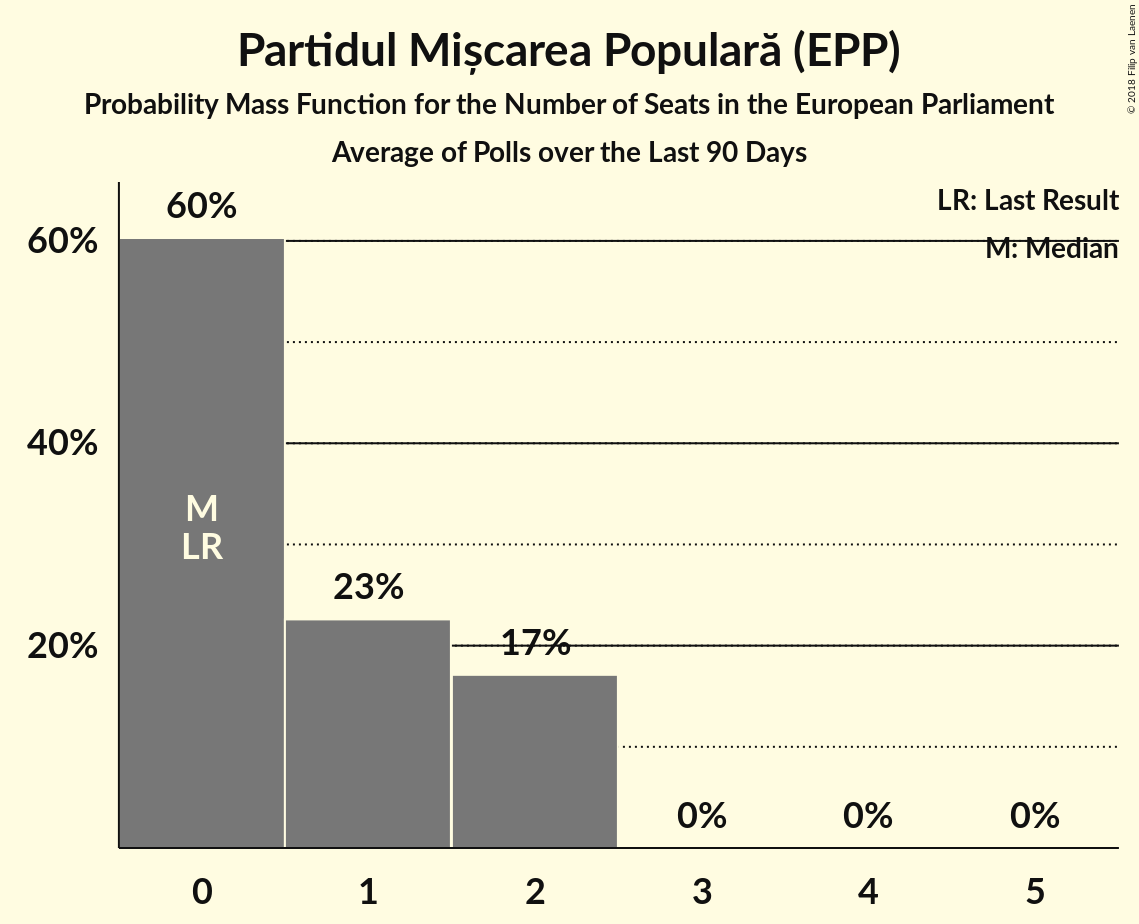 Partidul Mișcarea Populară (EPP)
Probability Mass Function for the Number of Seats in the European Parliament
Average of Polls over the Last 90 Days
© 2018 Filip van Laenen
LR: Last Result
M: Median
60%
40%
20%
60%
M
LR
23%
17%
0%
0%
0%
0
1
2
3
4
5